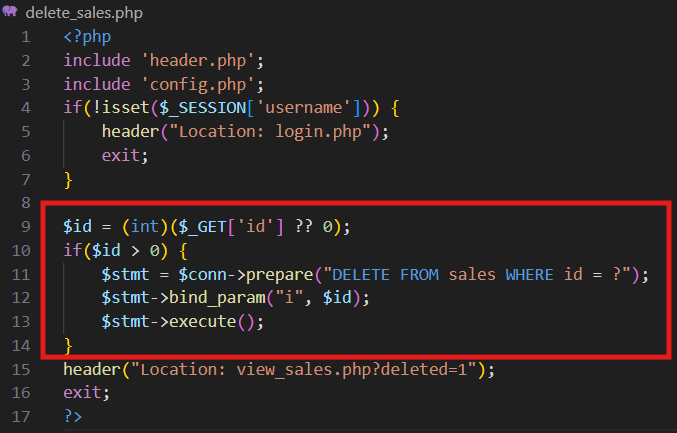 delete_sales.php
1 <?php
2 include 'header.php';
3 include 'config.php';
4 if(!isset($_SESSION['username'])) {
5     header("Location: login.php");
6     exit;
7 }
8
9 $id = (int)($_GET['id'] ?? 0);
10 if($id > 0) {
11     $stmt = $conn->prepare("DELETE FROM sales WHERE id = ?");
12     $stmt->bind_param("i", $id);
13     $stmt->execute();
14 }
15 header("Location: view_sales.php?deleted=1");
16 exit;
17 ?>